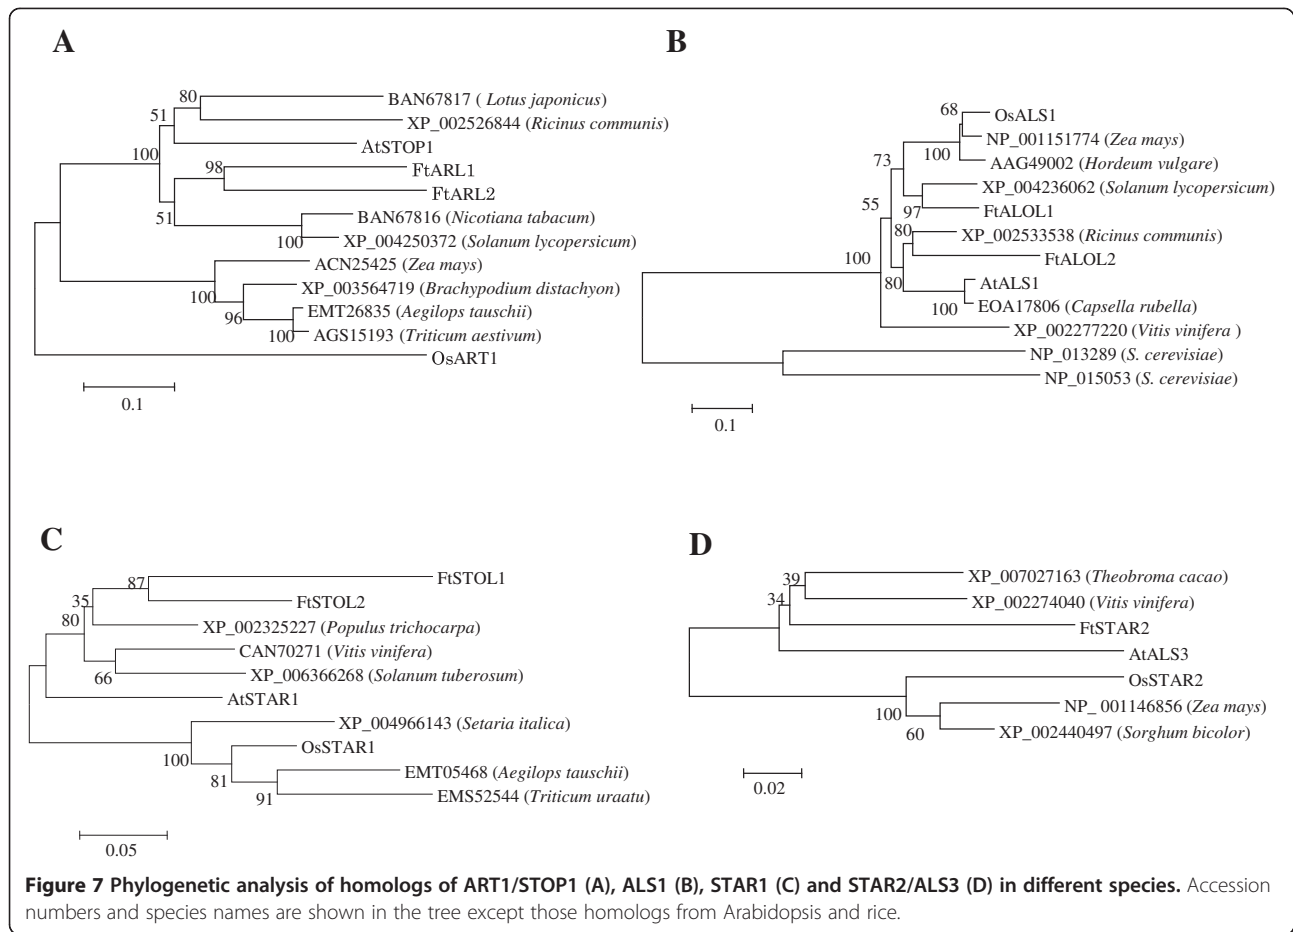 A
80
BAN67817 ( Lotus japonicus)
51
XP_002526844 (Ricinus communis)
AtSTOP1
100
98
FtARL1
FtARL2
51
BAN67816 (Nicotiana tabacum)
100
XP_004250372 (Solanum lycopersicum)
ACN25425 (Zea mays)
100
XP_003564719 (Brachypodium distachyon)
96
EMT26835 (Aegilops tauschii)
100
AGS15193 (Triticum aestivum)
OsART1
0.1
B
68
OsALS1
NP_001151774 (Zea mays)
100
AAG49002 (Hordeum vulgare)
73
XP_004236062 (Solanum lycopersicum)
97
FtALOL1
55
80
XP_002533538 (Ricinus communis)
FtALOL2
100
80
AtALS1
100
EOA17806 (Capsella rubella)
XP_002277220 (Vitis vinifera )
NP_013289 (S. cerevisiae)
NP_015053 (S. cerevisiae)
0.1
C
87
FtSTOL1
FtSTOL2
35
XP_002325227 (Populus trichocarpa)
80
CAN70271 (Vitis vinifera)
66
XP_006366268 (Solanum tuberosum)
AtSTAR1
XP_004966143 (Setaria italica)
100
OsSTAR1
81
EMT05468 (Aegilops tauschii)
91
EMS52544 (Triticum uraatu)
0.05
D
39
XP_007027163 (Theobroma cacao)
34
XP_002274040 (Vitis vinifera)
FtSTAR2
AtALS3
OsSTAR2
100
NP_ 001146856 (Zea mays)
60
XP_002440497 (Sorghum bicolor)
0.02
Figure 7 Phylogenetic analysis of homologs of ART1/STOP1 (A), ALS1 (B), STAR1 (C) and STAR2/ALS3 (D) in different species. Accession
numbers and species names are shown in the tree except those homologs from Arabidopsis and rice.